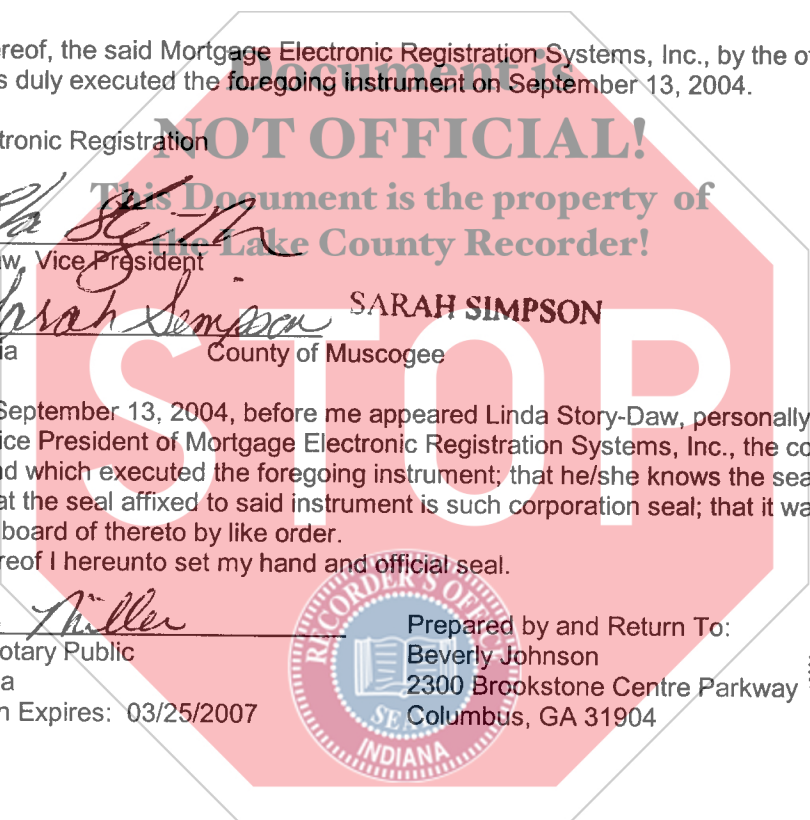 ereof, the said Mortgage Electronic Registration Systems, Inc., by the of
s duly executed the foregoing instrument on September 13, 2004.
Document is
NOT OFFICIAL!
This Document is the property of
the Lake County Recorder!
tronic Registration
w, Vice President
Sarah Simpson SARAH SIMPSON
ia County of Muscogee
STOP
September 13, 2004, before me appeared Linda Story-Daw, personally
ice President of Mortgage Electronic Registration Systems, Inc., the co
nd which executed the foregoing instrument; that he/she knows the sea
at the seal affixed to said instrument is such corporation seal; that it wa
board of thereto by like order.
reof I hereunto set my hand and official seal.
Miller
otary Public
a
n Expires: 03/25/2007
Prepared by and Return To:
Beverly Johnson
2300 Brookstone Centre Parkway
Columbus, GA 31904
RECORDER'S OFFICE
SEAL
INDIANA